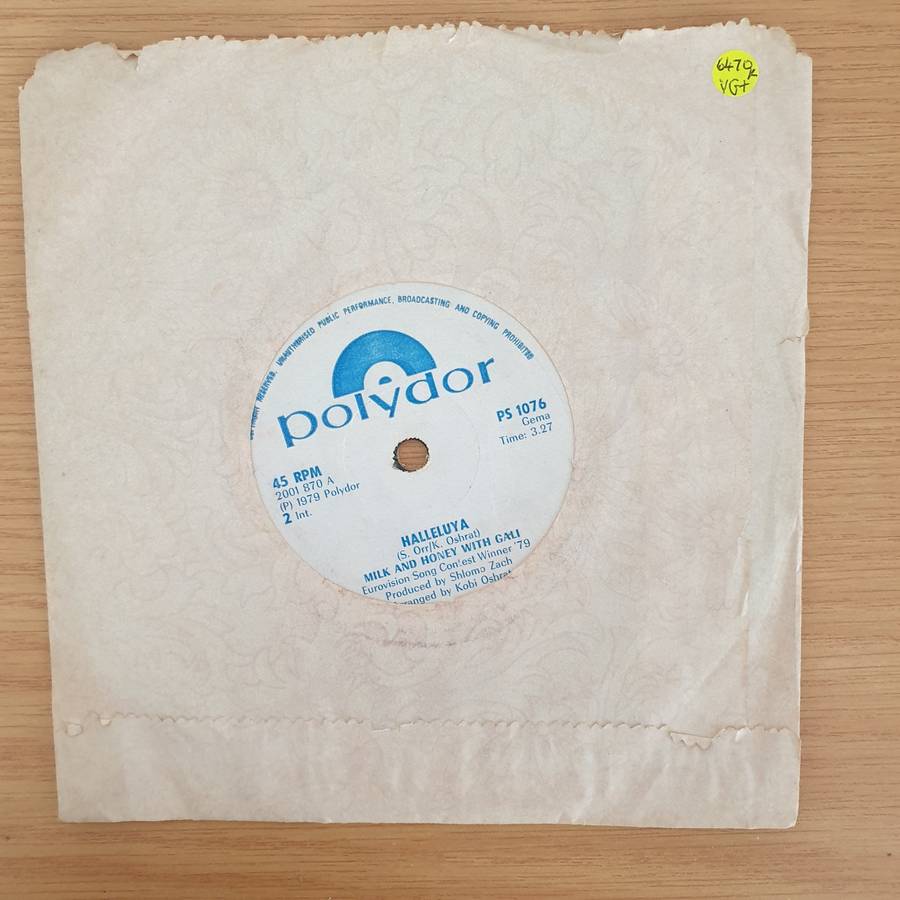 6470k
VG+
RESERVED, UNAUTHORISED PUBLIC PERFORMANCE, BROADCASTING AND COPYING PROHIBITED
polydor
PS 1076
Gema
Time: 3.27
45 RPM
2001 870 A
(P) 1979 Polydor
2 Int.
HALLELUYA
(S. Orr/K. Oshrat)
MILK AND HONEY WITH GALI
Eurovision Song Contest Winner '79
Produced by Shlomo Zach
Arranged by Kobi Oshrat